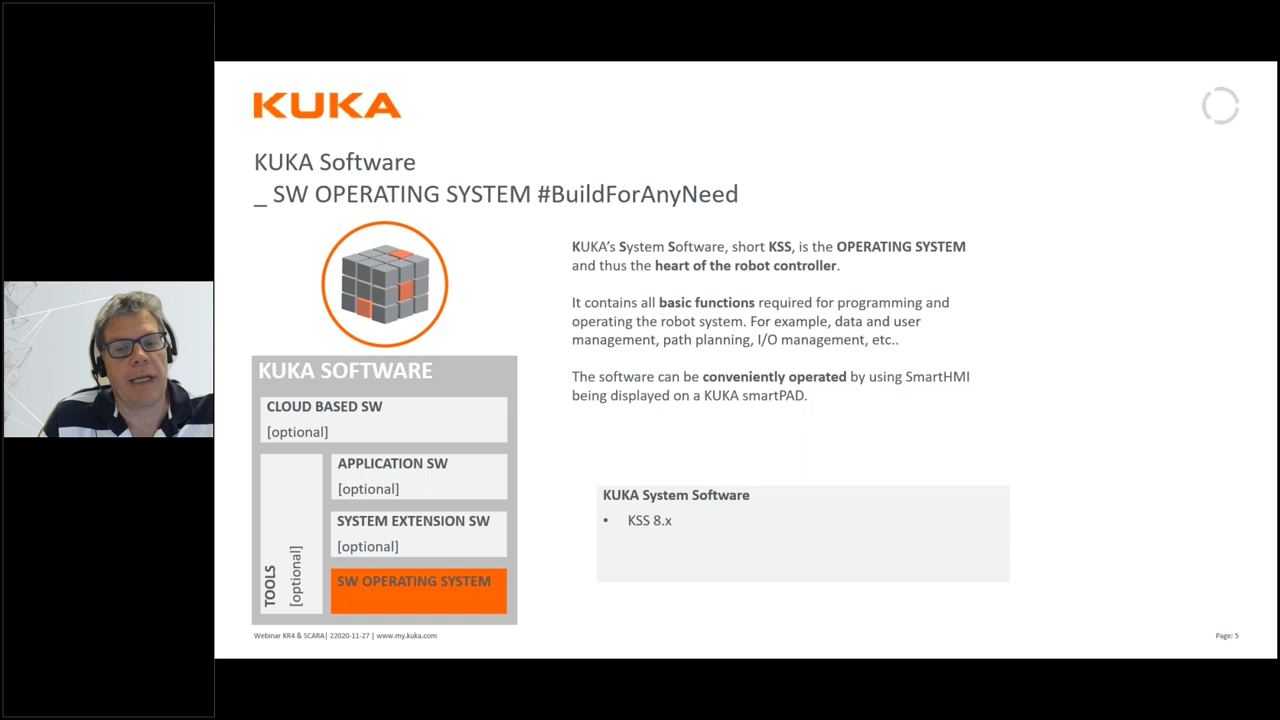 KUKA
KUKA Software
_ SW OPERATING SYSTEM #BuildForAnyNeed
KUKA's System Software, short KSS, is the OPERATING SYSTEM
and thus the heart of the robot controller.
It contains all basic functions required for programming and
operating the robot system. For example, data and user
management, path planning, I/O management, etc..
The software can be conveniently operated by using SmartHMI
being displayed on a KUKA smartPAD.
KUKA SOFTWARE
CLOUD BASED SW
[optional]
TOOLS
[optional]
APPLICATION SW
[optional]
SYSTEM EXTENSION SW
[optional]
SW OPERATING SYSTEM
KUKA System Software
• KSS 8.x
Webinar KR4 & SCARA| 22020-11-27 | www.my.kuka.com
Page: 5